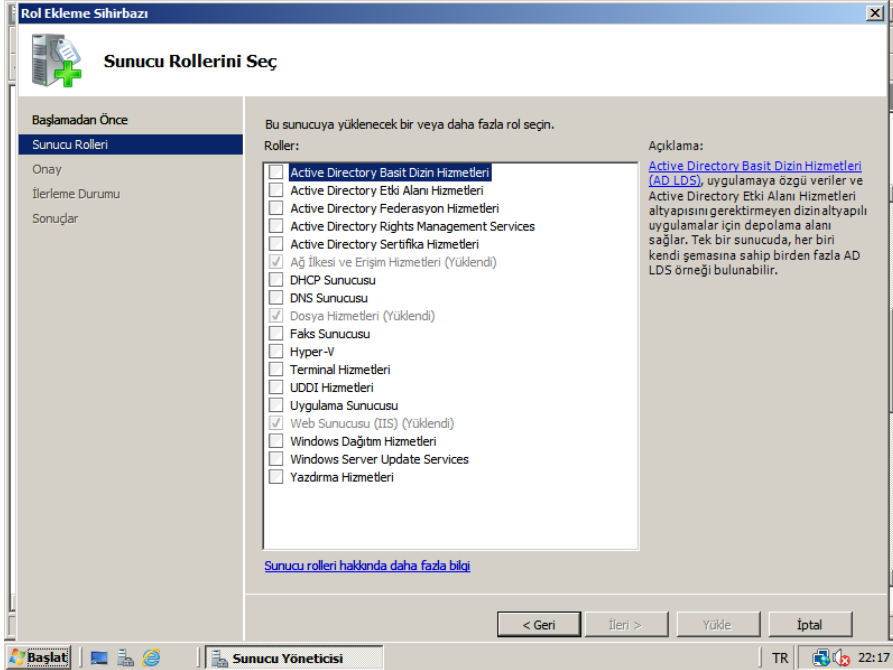 Rol Ekleme Sihirbazı
Sunucu Rollerini Seç
Başlamadan Önce
Sunucu Rolleri
Onay
İlerleme Durumu
Sonuçlar
Bu sunucuya yüklenecek bir veya daha fazla rol seçin.
Roller:
Active Directory Basit Dizin Hizmetleri
Active Directory Etki Alanı Hizmetleri
Active Directory Federasyon Hizmetleri
Active Directory Rights Management Services
Active Directory Sertifika Hizmetleri
Ağ İlkesi ve Erişim Hizmetleri (Yüklendi)
DHCP Sunucusu
DNS Sunucusu
Dosya Hizmetleri (Yüklendi)
Faks Sunucusu
Hyper-V
Terminal Hizmetleri
UDDI Hizmetleri
Uygulama Sunucusu
Web Sunucusu (IIS) (Yüklendi)
Windows Dağıtım Hizmetleri
Windows Server Update Services
Yazdırma Hizmetleri
Sunucu rolleri hakkında daha fazla bilgi
Açıklama:
Active Directory Basit Dizin Hizmetleri
(AD LDS), uygulamaya özgü veriler ve
Active Directory Etki Alanı Hizmetleri
altyapısını gerektirmeyen dizin altyapılı
uygulamalar için depolama alanı
sağlar. Tek bir sunucuda, her biri
kendi şemasına sahip birden fazla AD
LDS örneği bulunabilir.
< Geri
İleri >
Yükle
İptal
Başlat
Sunucu Yöneticisi
TR
22:17